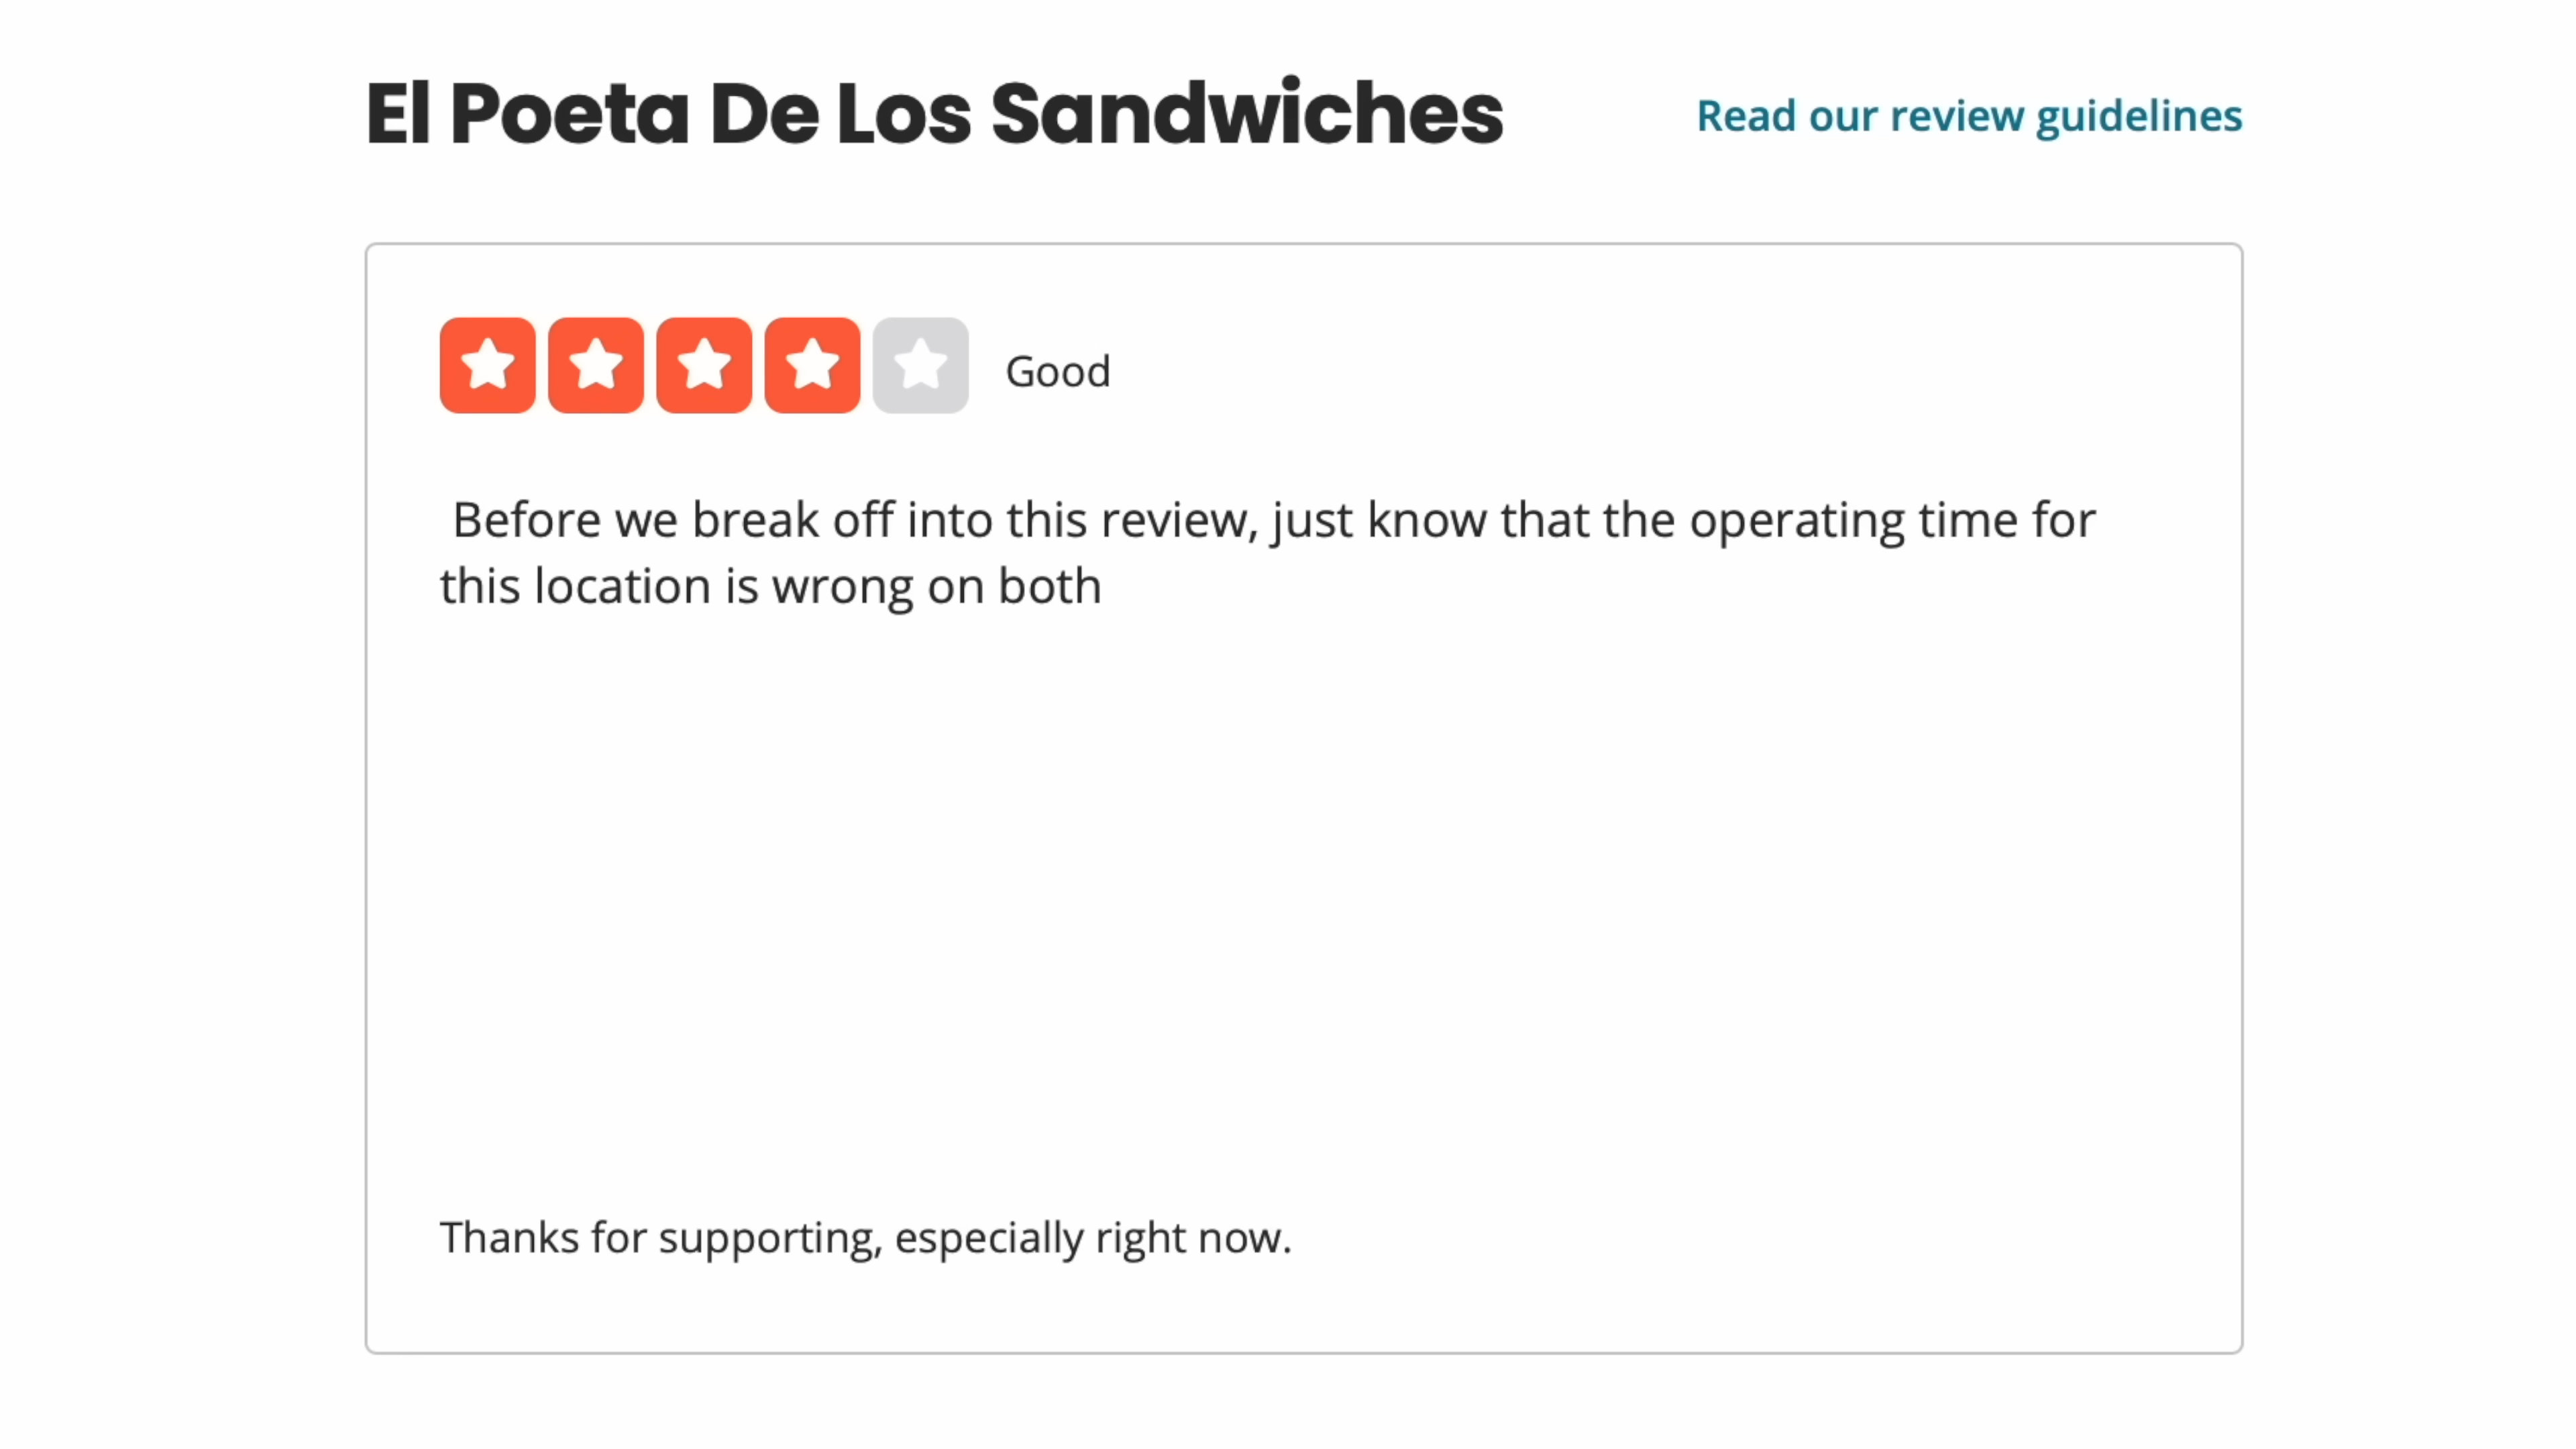 El Poeta De Los Sandwiches
Read our review guidelines
Good
Before we break off into this review, just know that the operating time for
this location is wrong on both
Thanks for supporting, especially right now.